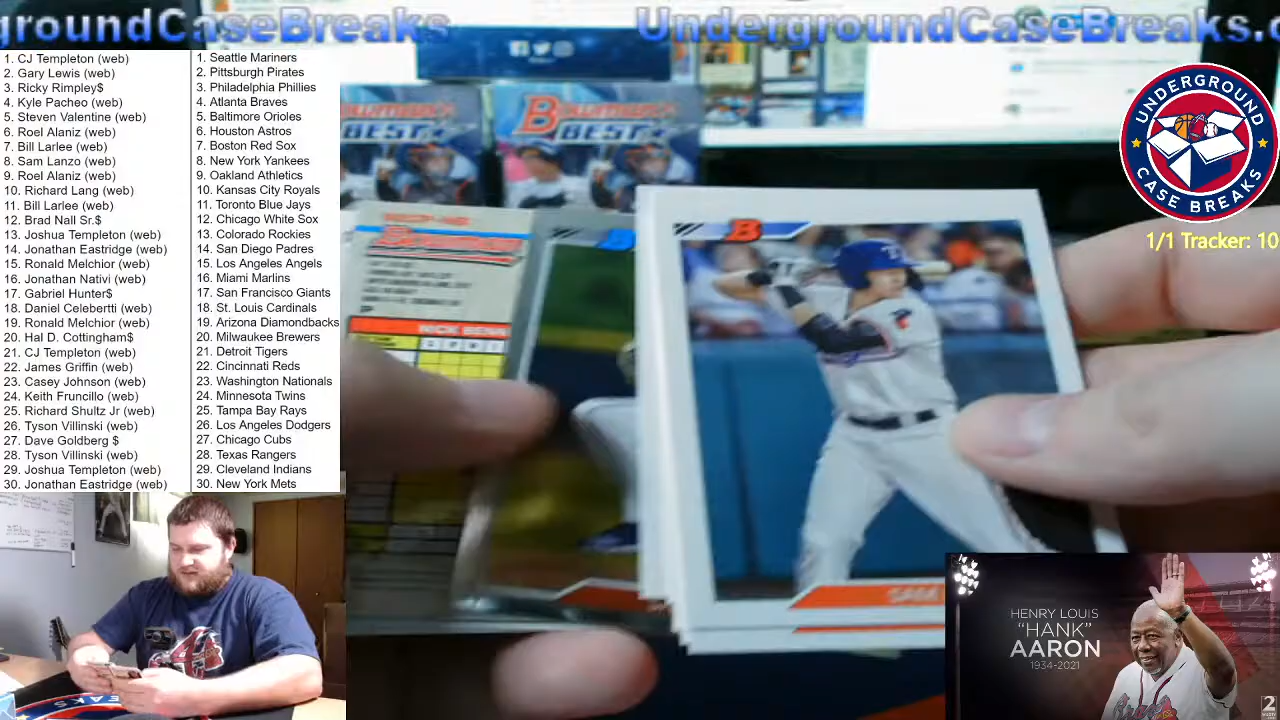 groundCaseBreaks
UndergroundCaseBreaks.c
1. CJ Templeton (web)
2. Gary Lewis (web)
3. Ricky Rimpley$
4. Kyle Pacheo (web)
5. Steven Valentine (web)
6. Roel Alaniz (web)
7. Bill Larlee (web)
8. Sam Lanzo (web)
9. Roel Alaniz (web)
10. Richard Lang (web)
11. Bill Larlee (web)
12. Brad Nall Sr.$
13. Joshua Templeton (web)
14. Jonathan Eastridge (web)
15. Ronald Melchior (web)
16. Jonathan Nativi (web)
17. Gabriel Hunter$
18. Daniel Celebertti (web)
19. Ronald Melchior (web)
20. Hal D. Cottingham$
21. CJ Templeton (web)
22. James Griffin (web)
23. Casey Johnson (web)
24. Keith Fruncillo (web)
25. Richard Shultz Jr (web)
26. Tyson Villinski (web)
27. Dave Goldberg $
28. Tyson Villinski (web)
29. Joshua Templeton (web)
30. Jonathan Eastridge (web)
1. Seattle Mariners
2. Pittsburgh Pirates
3. Philadelphia Phillies
4. Atlanta Braves
5. Baltimore Orioles
6. Houston Astros
7. Boston Red Sox
8. New York Yankees
9. Oakland Athletics
10. Kansas City Royals
11. Toronto Blue Jays
12. Chicago White Sox
13. Colorado Rockies
14. San Diego Padres
15. Los Angeles Angels
16. Miami Marlins
17. San Francisco Giants
18. St. Louis Cardinals
19. Arizona Diamondbacks
20. Milwaukee Brewers
21. Detroit Tigers
22. Cincinnati Reds
23. Washington Nationals
24. Minnesota Twins
25. Tampa Bay Rays
26. Los Angeles Dodgers
27. Chicago Cubs
28. Texas Rangers
29. Cleveland Indians
30. New York Mets
Bowman's
BEST
Bowman's
BEST
Bowman
B
B
UNDERGROUND
CASE BREAKS
1/1 Tracker: 10
HENRY LOUIS
"HANK"
AARON
1934-2021
Braves
2